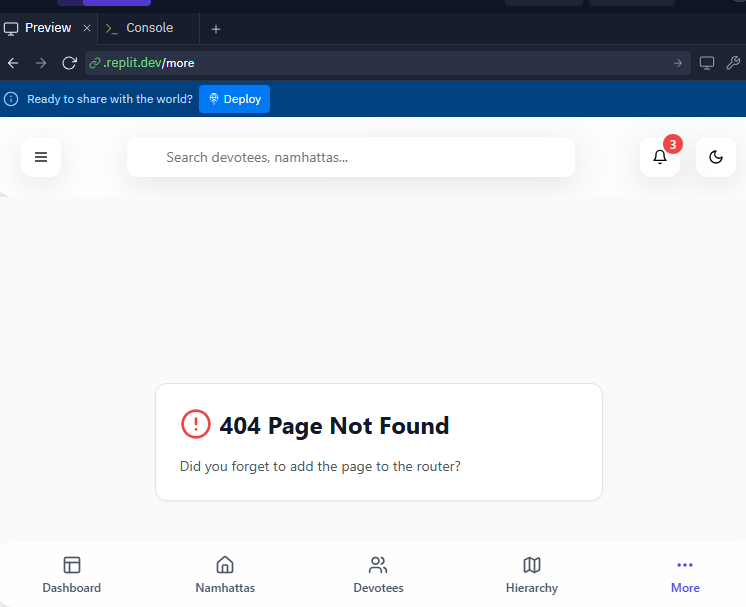 Preview
Console
.replit.dev/more
Ready to share with the world?
Deploy
Search devotees, namhattas...
3
404 Page Not Found
Did you forget to add the page to the router?
Dashboard
Namhattas
Devotees
Hierarchy
More